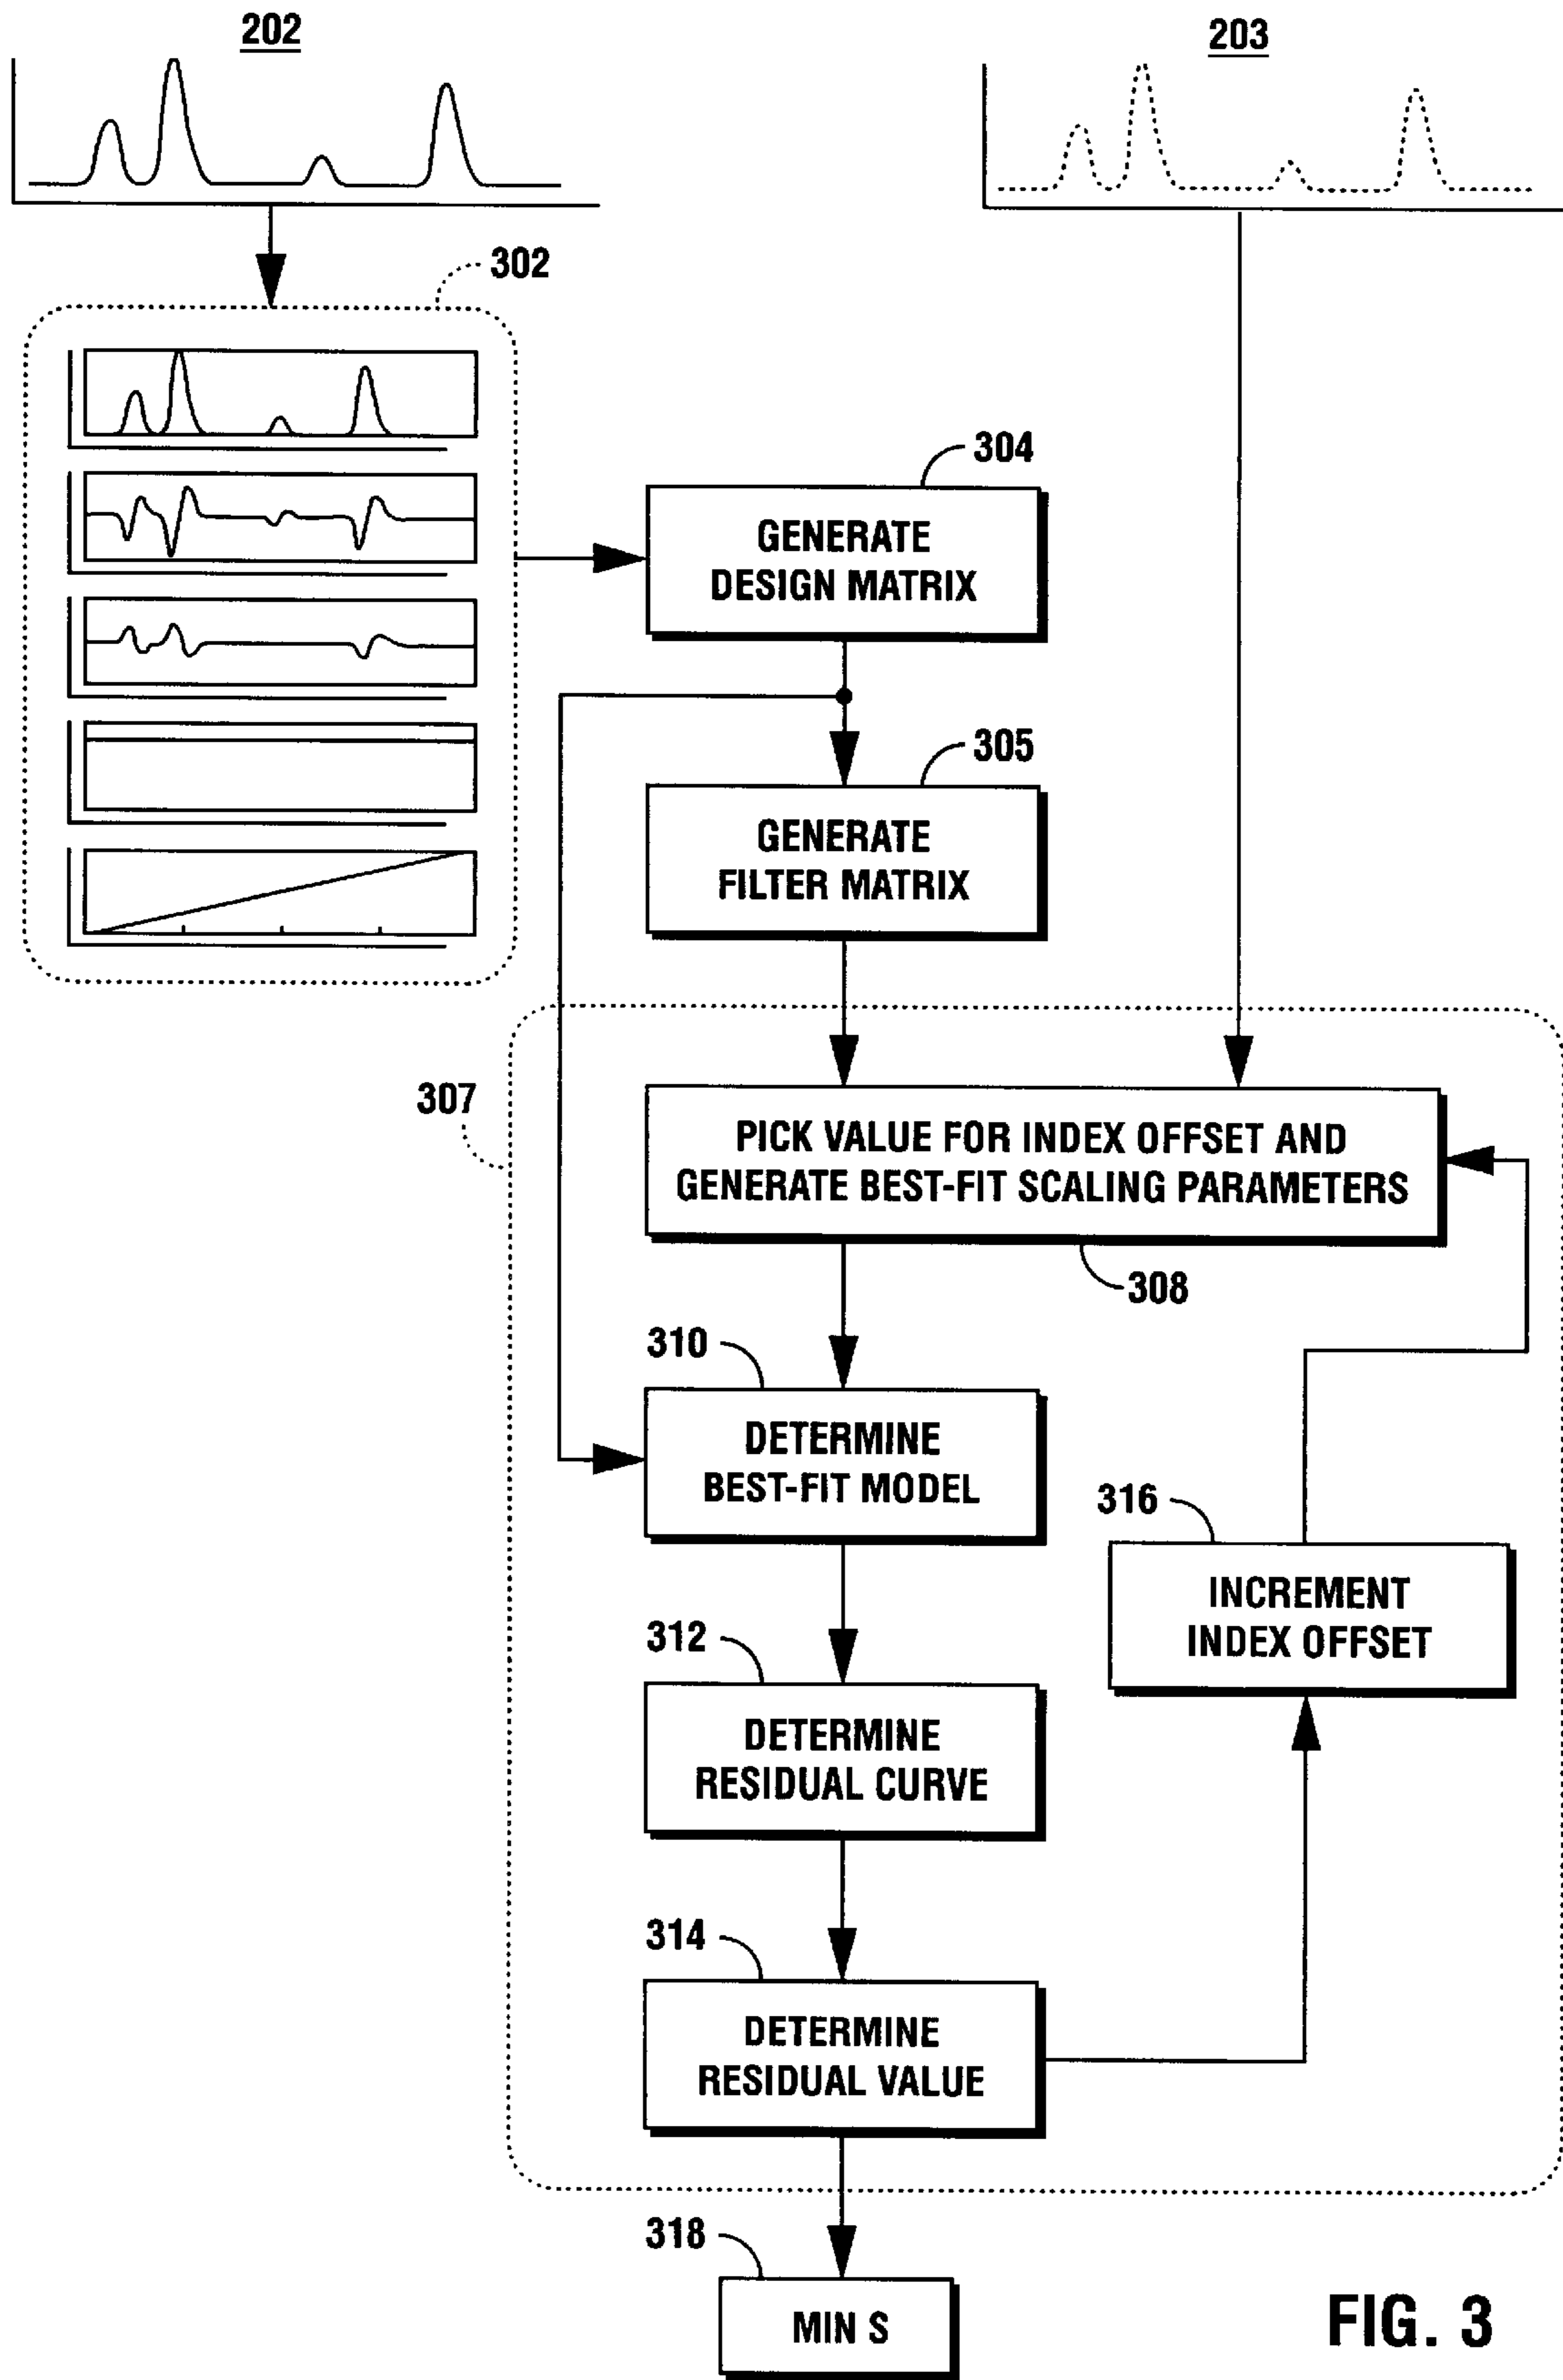 202
203
302
304
GENERATE
DESIGN MATRIX
305
GENERATE
FILTER MATRIX
307
PICK VALUE FOR INDEX OFFSET AND
GENERATE BEST-FIT SCALING PARAMETERS
308
310
DETERMINE
BEST-FIT MODEL
316
INCREMENT
INDEX OFFSET
312
DETERMINE
RESIDUAL CURVE
314
DETERMINE
RESIDUAL VALUE
318
MIN S
FIG. 3